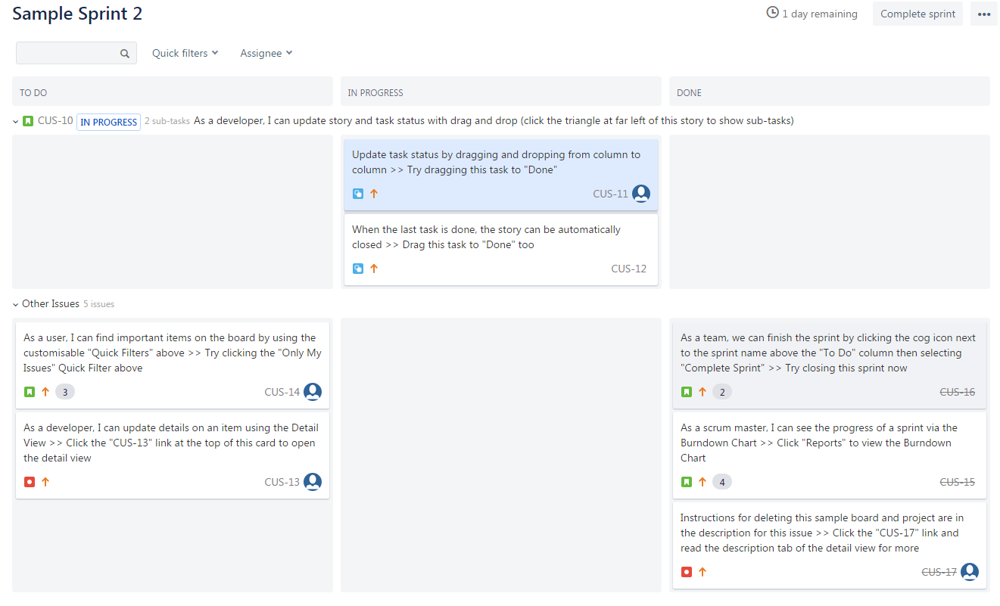 Sample Sprint 2
1 day remaining
Complete sprint
Quick filters
Assignee
TO DO
IN PROGRESS
DONE
CUS-10 IN PROGRESS 2 sub-tasks As a developer, I can update story and task status with drag and drop (click the triangle at far left of this story to show sub-tasks)
Update task status by dragging and dropping from column to
column >> Try dragging this task to "Done"
CUS-11
When the last task is done, the story can be automatically
closed >> Drag this task to "Done" too
CUS-12
Other Issues 5 issues
As a user, I can find important items on the board by using the
customisable "Quick Filters" above >> Try clicking the "Only My
Issues" Quick Filter above
3 CUS-14
As a developer, I can update details on an item using the Detail
View >> Click the "CUS-13" link at the top of this card to open
the detail view
CUS-13
As a team, we can finish the sprint by clicking the cog icon next
to the sprint name above the "To Do" column then selecting
"Complete Sprint" >> Try closing this sprint now
2 CUS-16
As a scrum master, I can see the progress of a sprint via the
Burndown Chart >> Click "Reports" to view the Burndown
Chart
4 CUS-15
Instructions for deleting this sample board and project are in
the description for this issue >> Click the "CUS-17" link and
read the description tab of the detail view for more
CUS-17